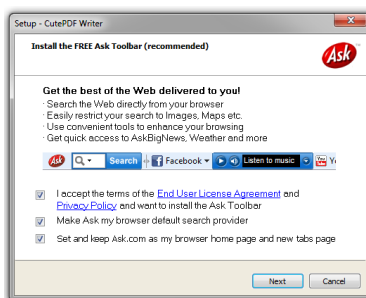 Setup - CutePDF Writer
Install the FREE Ask Toolbar (recommended)
Ask
Get the best of the Web delivered to you!
· Search the Web directly from your browser
· Easily restrict your search to Images, Maps etc.
· Use convenient tools to enhance your browsing
· Get quick access to AskBigNews, Weather and more
Ask Search Facebook Listen to music You
I accept the terms of the End User License Agreement and
Privacy Policy and want to install the Ask Toolbar
Make Ask my browser default search provider
Set and keep Ask.com as my browser home page and new tabs page
Next Cancel